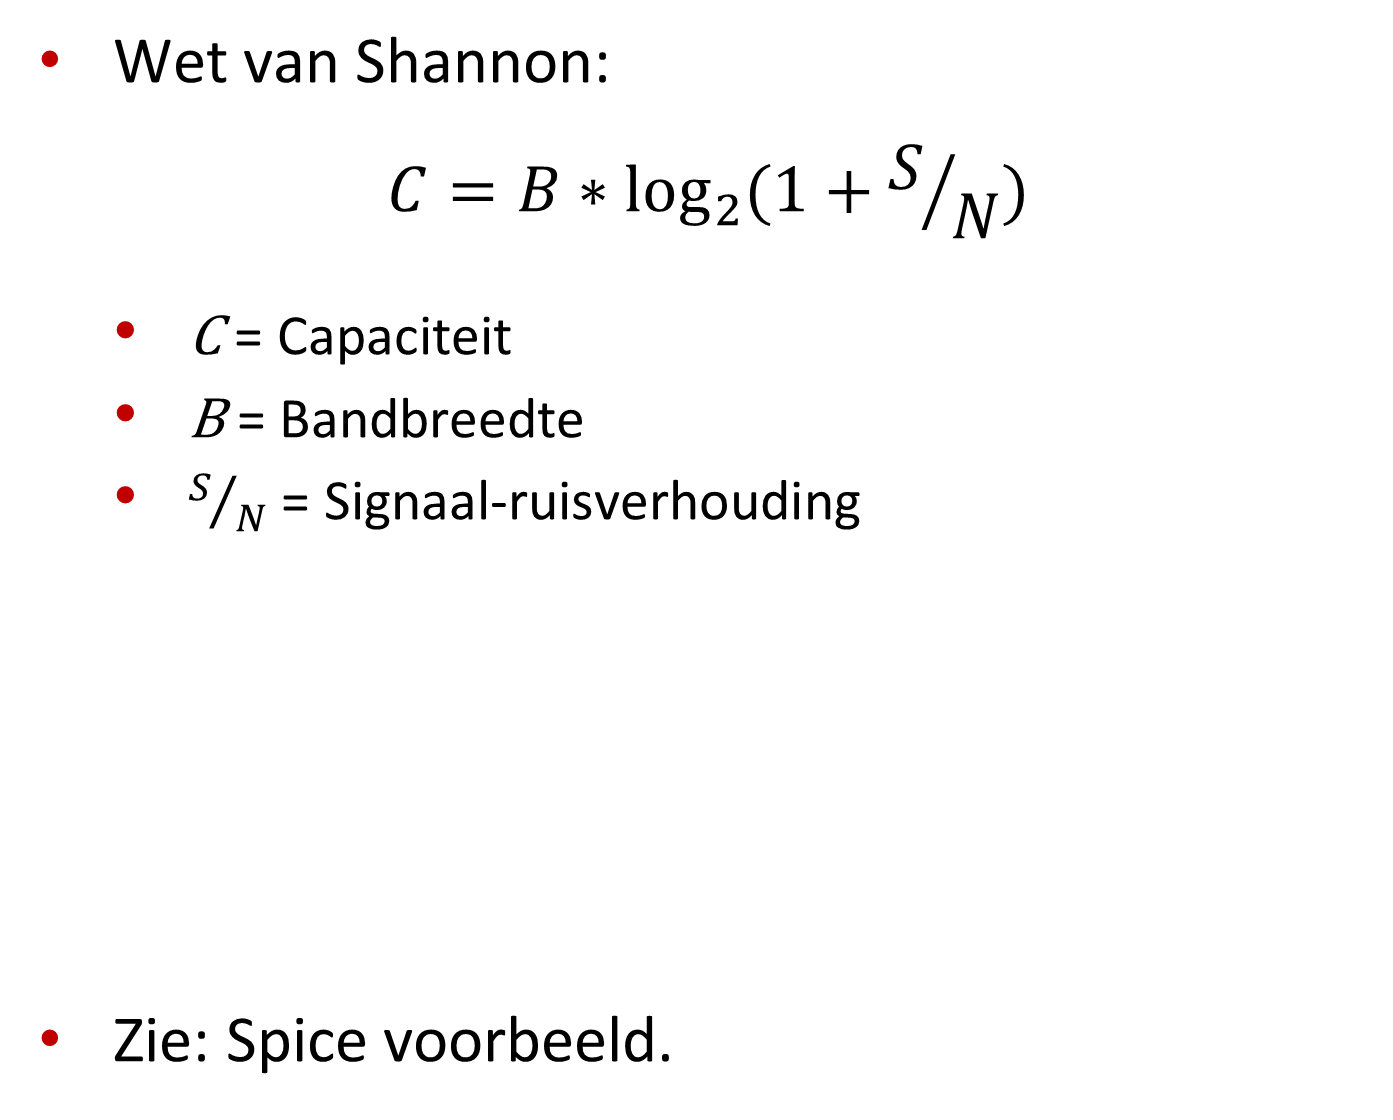 • Wet van Shannon:
C = B ∗ log₂(1 + S/N)
• C = Capaciteit
• B = Bandbreedte
• S/N = Signaal-ruisverhouding
• Zie: Spice voorbeeld.